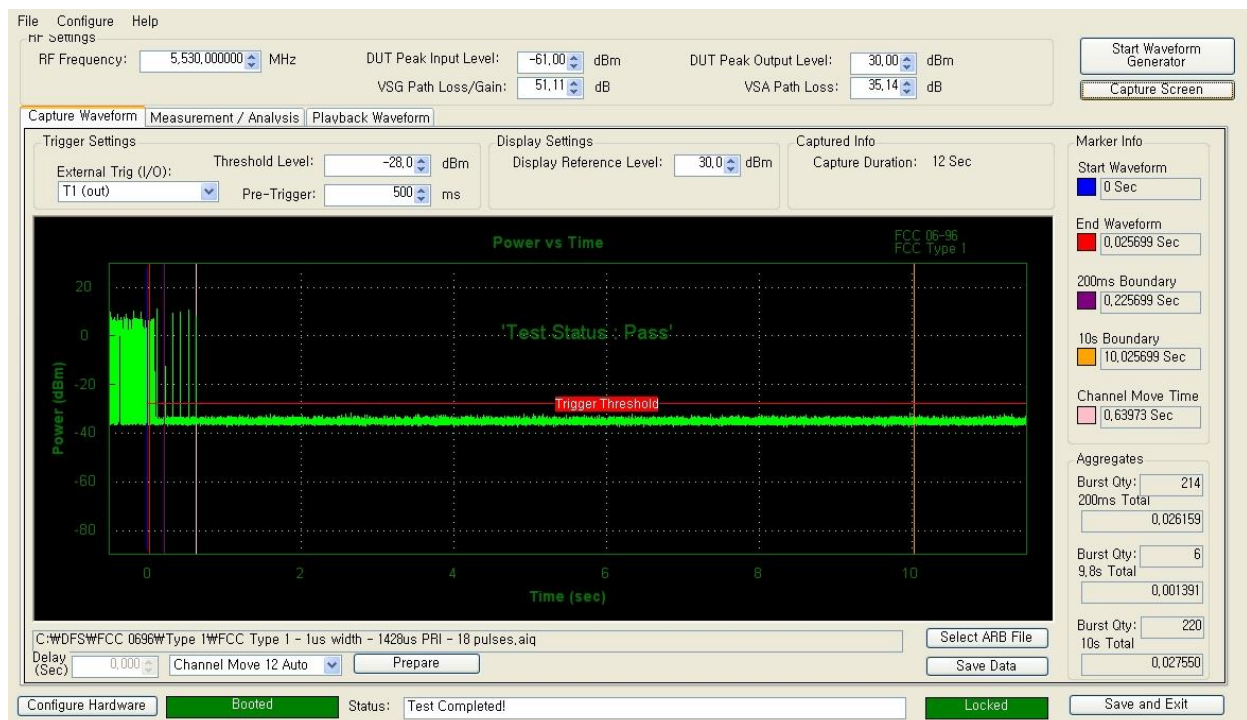 File Configure Help
RF Settings
RF Frequency: 5,530,000000 MHz DUT Peak Input Level: -61,00 dBm DUT Peak Output Level: 30,00 dBm
VSG Path Loss/Gain: 51,11 dB VSA Path Loss: 35,14 dB
Start Waveform Generator
Capture Screen
Capture Waveform Measurement / Analysis Playback Waveform
Trigger Settings
External Trig (I/O):
T1 (out)
Threshold Level: -28,0 dBm
Pre-Trigger: 500 ms
Display Settings
Display Reference Level: 30,0 dBm
Captured Info
Capture Duration: 12 Sec
Power vs Time
FCC 06-96
FCC Type 1
'Test Status : Pass'
Trigger Threshold
Power (dBm)
20
0
-20
-40
-60
-80
0 2 4 6 8 10
Time (sec)
Marker Info
Start Waveform
0 Sec
End Waveform
0,025699 Sec
200ms Boundary
0,225699 Sec
10s Boundary
10,025699 Sec
Channel Move Time
0,63973 Sec
Aggregates
Burst Qty: 214
200ms Total
0,026159
Burst Qty: 6
9,8s Total
0,001391
Burst Qty: 220
10s Total
0,027550
C:₩DFS₩FCC 0696₩Type 1₩FCC Type 1 - 1us width - 1428us PRI - 18 pulses,aiq
Select ARB File
Delay (Sec) 0,000 Channel Move 12 Auto Prepare Save Data
Configure Hardware Booted Status: Test Completed! Locked Save and Exit